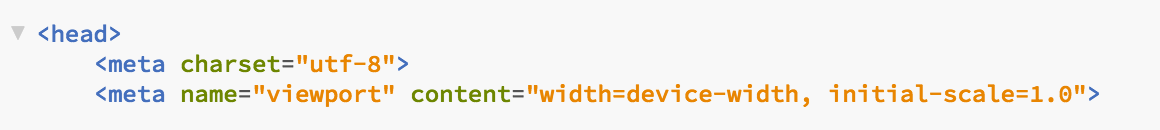 <head>
<meta charset="utf-8">
<meta name="viewport" content="width=device-width, initial-scale=1.0">